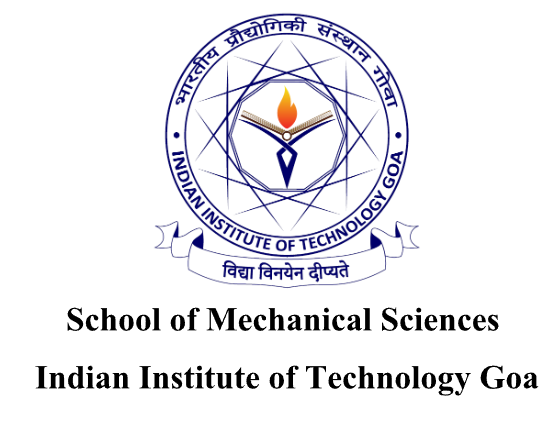 भारतीय प्रौद्योगिकी संस्थान गोवा
INDIAN INSTITUTE OF TECHNOLOGY GOA
विद्या विनयेन दीप्यते
School of Mechanical Sciences
Indian Institute of Technology Goa